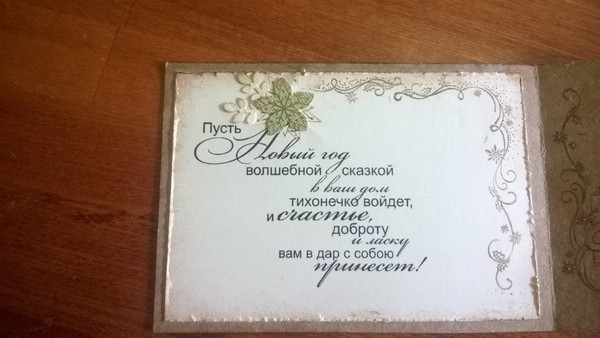 Пусть
Новый год
волшебной сказкой
в ваш дом
тихонечко войдет,
и счастье,
доброту
и ласку
вам в дар с собою
принесет!